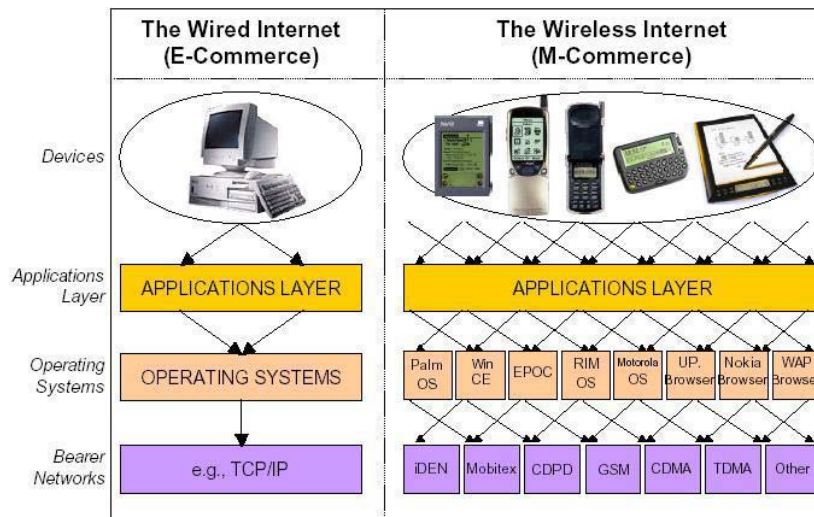 The Wired Internet
(E-Commerce)
The Wireless Internet
(M-Commerce)
Devices
Applications
Layer
APPLICATIONS LAYER
APPLICATIONS LAYER
Operating
Systems
OPERATING SYSTEMS
Palm
OS
Win
CE
EPOC
RIM
OS
Motorola
OS
UP.
Browser
Nokia
Browser
WAP
Browser
Bearer
Networks
e.g., TCP/IP
iDEN
Mobitex
CDPD
GSM
CDMA
TDMA
Other